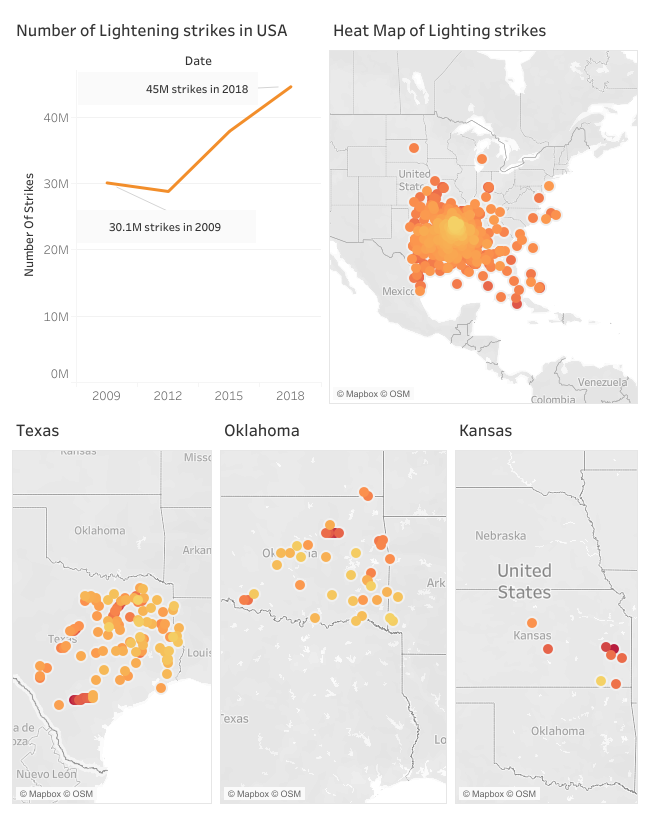 Number of Lightening strikes in USA
Date
45M strikes in 2018
30.1M strikes in 2009
Number Of Strikes
40M
30M
20M
10M
0M
2009 2012 2015 2018
Heat Map of Lighting strikes
United
States
Mexico
Venezuela
Colombia
© Mapbox © OSM
Texas
Kansas
Misso
Oklahoma
Arkan
Texas
Louis
a de
oza
Nuevo León
© Mapbox © OSM
Oklahoma
Ark
Texas
Lo
© Mapbox © OSM
Kansas
Nebraska
United
States
Kansas
Oklahoma
© Mapbox © OSM